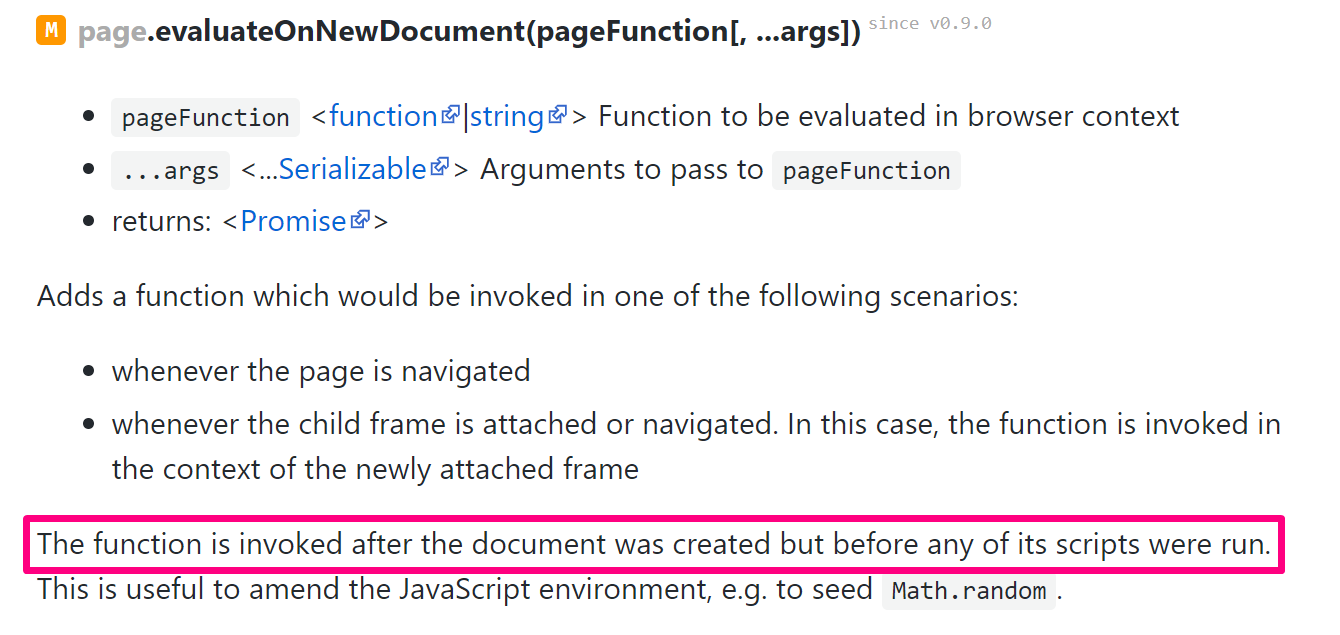 M page.evaluateOnNewDocument(pageFunction[, ...args]) since v0.9.0
pageFunction <function|string> Function to be evaluated in browser context
...args <...Serializable> Arguments to pass to pageFunction
returns: <Promise>
Adds a function which would be invoked in one of the following scenarios:
whenever the page is navigated
whenever the child frame is attached or navigated. In this case, the function is invoked in
the context of the newly attached frame
The function is invoked after the document was created but before any of its scripts were run.
This is useful to amend the JavaScript environment, e.g. to seed Math.random.